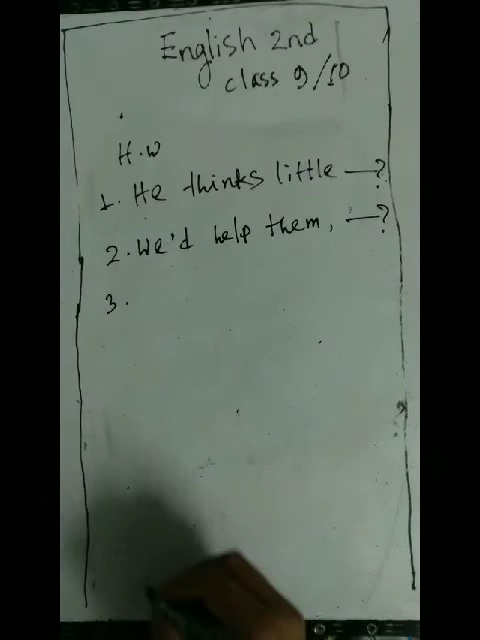 English 2nd
class 9/10
H.W
1. He thinks little —?
2. We'd help them, —?
3.